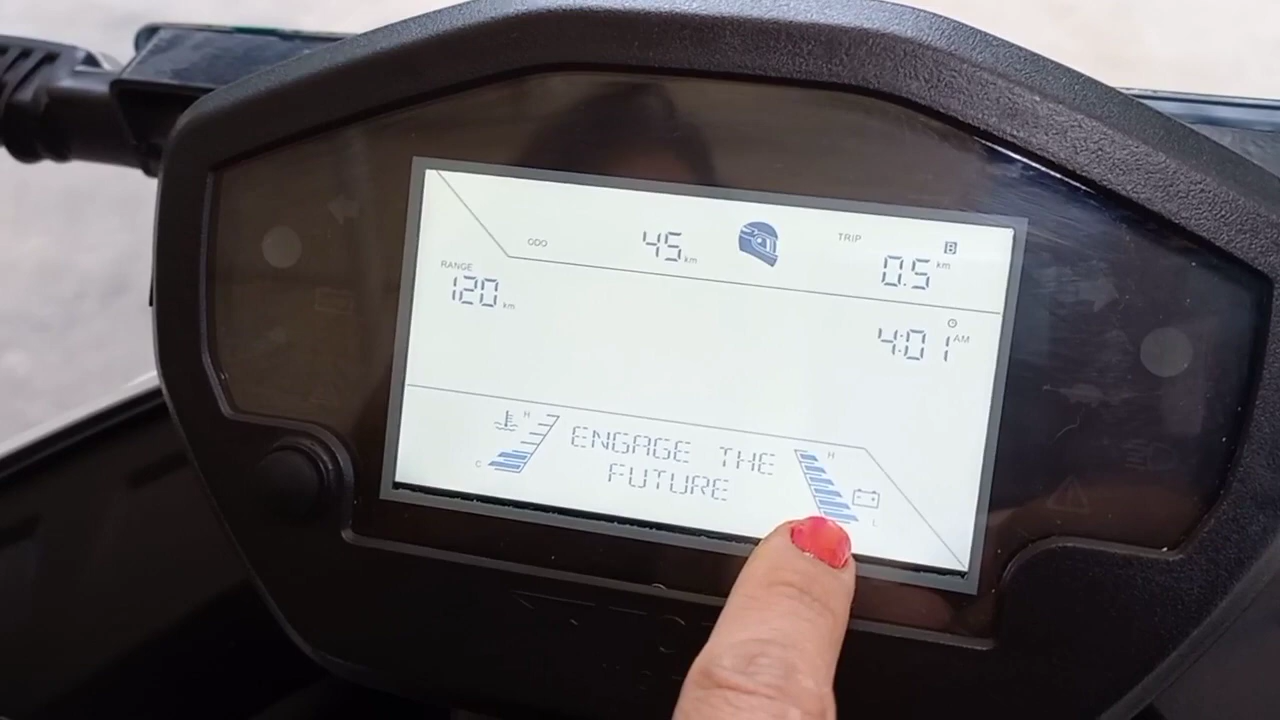 ODO 45 km TRIP 0.5 km B
RANGE
120 km
4:01 AM
H ENGAGE THE H
C FUTURE L